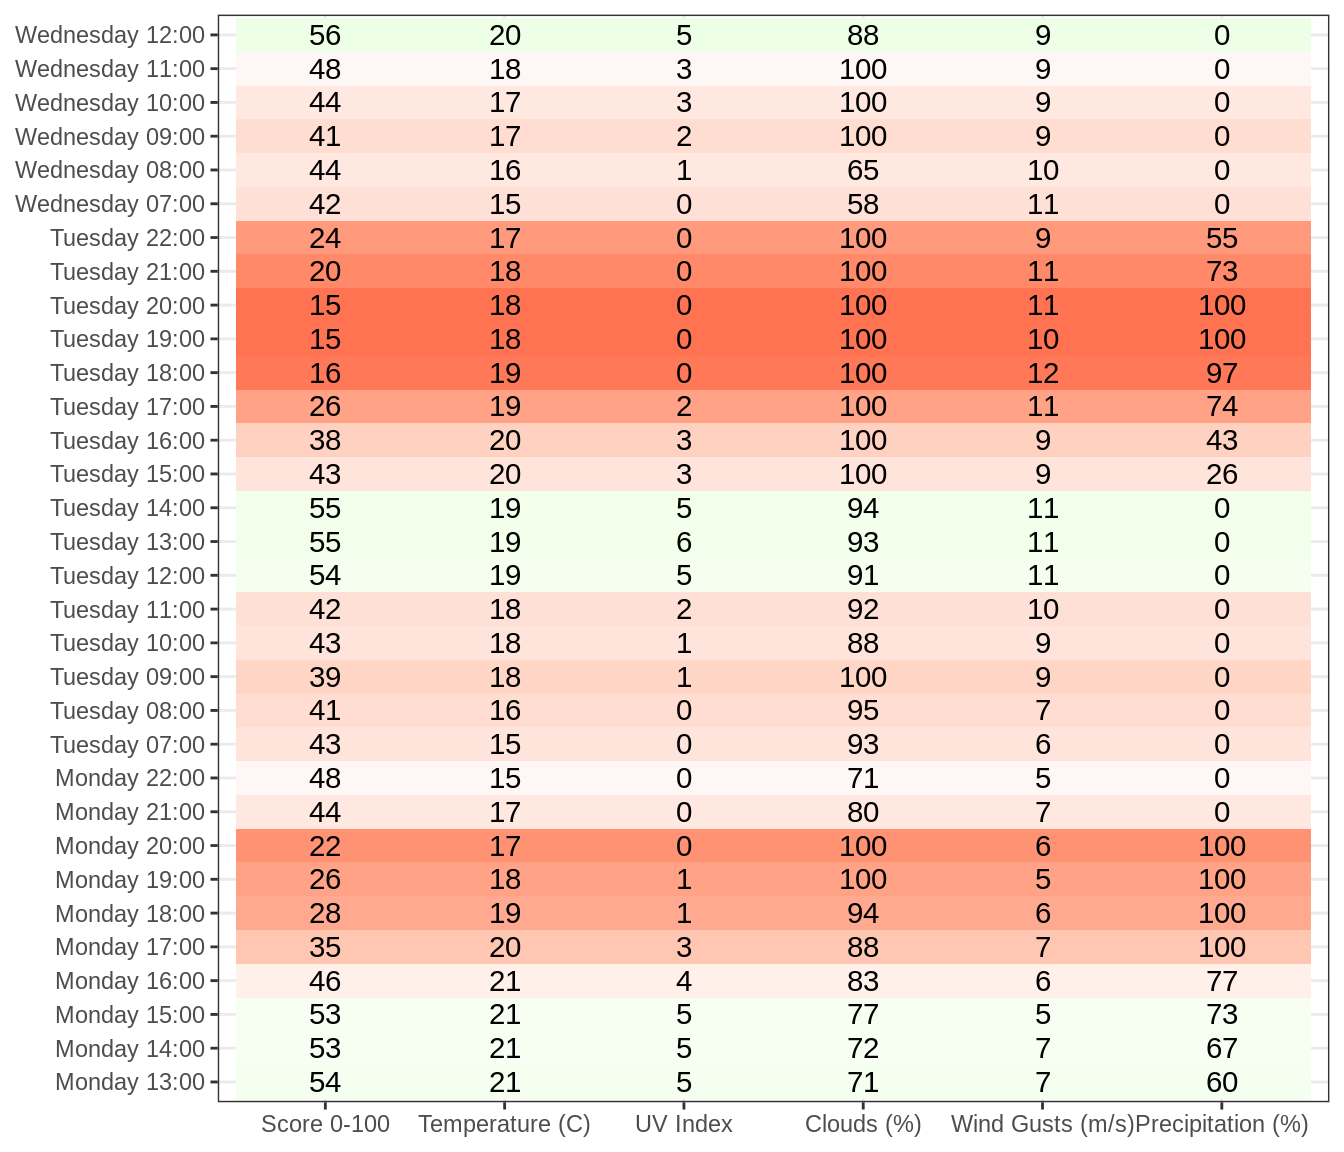 Wednesday 12:00 56 20 5 88 9 0
Wednesday 11:00 48 18 3 100 9 0
Wednesday 10:00 44 17 3 100 9 0
Wednesday 09:00 41 17 2 100 9 0
Wednesday 08:00 44 16 1 65 10 0
Wednesday 07:00 42 15 0 58 11 0
Tuesday 22:00 24 17 0 100 9 55
Tuesday 21:00 20 18 0 100 11 73
Tuesday 20:00 15 18 0 100 11 100
Tuesday 19:00 15 18 0 100 10 100
Tuesday 18:00 16 19 0 100 12 97
Tuesday 17:00 26 19 2 100 11 74
Tuesday 16:00 38 20 3 100 9 43
Tuesday 15:00 43 20 3 100 9 26
Tuesday 14:00 55 19 5 94 11 0
Tuesday 13:00 55 19 6 93 11 0
Tuesday 12:00 54 19 5 91 11 0
Tuesday 11:00 42 18 2 92 10 0
Tuesday 10:00 43 18 1 88 9 0
Tuesday 09:00 39 18 1 100 9 0
Tuesday 08:00 41 16 0 95 7 0
Tuesday 07:00 43 15 0 93 6 0
Monday 22:00 48 15 0 71 5 0
Monday 21:00 44 17 0 80 7 0
Monday 20:00 22 17 0 100 6 100
Monday 19:00 26 18 1 100 5 100
Monday 18:00 28 19 1 94 6 100
Monday 17:00 35 20 3 88 7 100
Monday 16:00 46 21 4 83 6 77
Monday 15:00 53 21 5 77 5 73
Monday 14:00 53 21 5 72 7 67
Monday 13:00 54 21 5 71 7 60
Score 0-100 Temperature (C) UV Index Clouds (%) Wind Gusts (m/s) Precipitation (%)